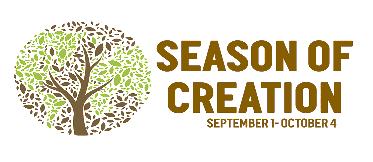 SEASON OF
CREATION
SEPTEMBER 1- OCTOBER 4